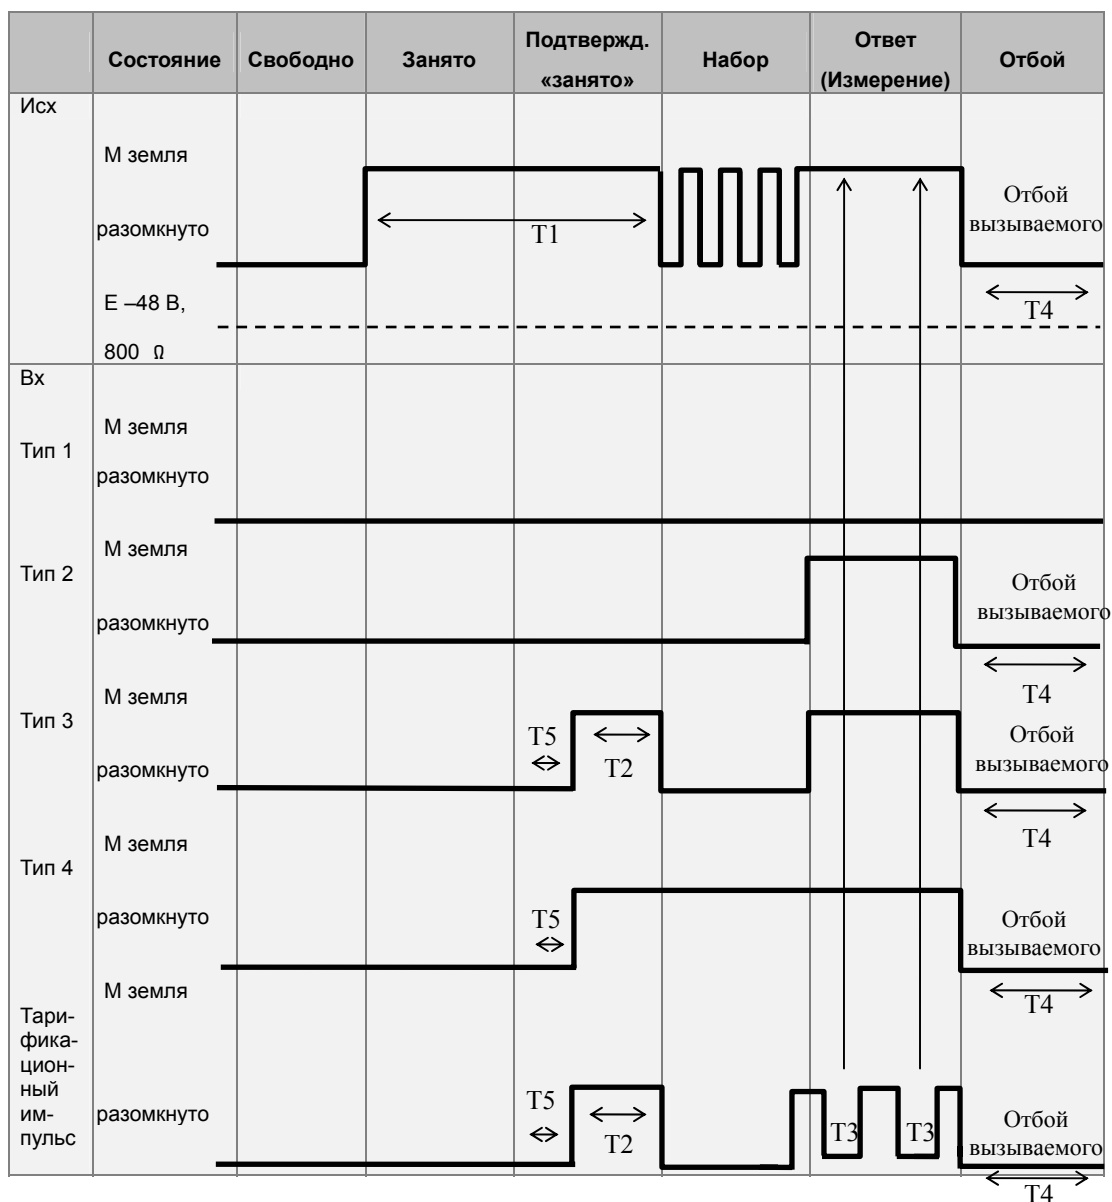 Состояние
Свободно
Занято
Подтвержд.
«занято»
Набор
Ответ
(Измерение)
Отбой
Исх
М земля
разомкнуто
Отбой
вызываемого
T1
E –48 В,
T4
800 Ω
Вх
М земля
Тип 1
разомкнуто
М земля
Тип 2
разомкнуто
Отбой
вызываемого
T4
М земля
Тип 3
разомкнуто
T5
T2
Отбой
вызываемого
T4
М земля
Тип 4
разомкнуто
T5
Отбой
вызываемого
T4
М земля
Тари-
фика-
цион-
ный
им-
пульс
разомкнуто
T5
T2
T3
T3
Отбой
вызываемого
T4